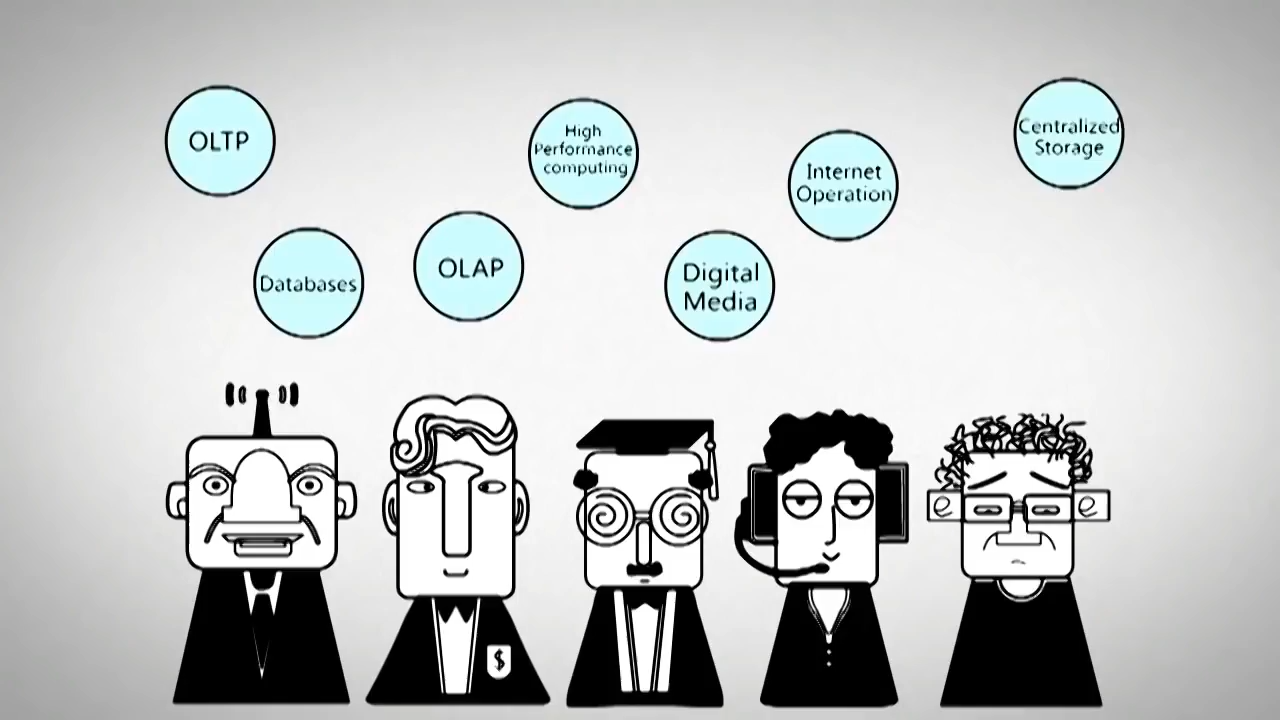 OLTP
Databases
OLAP
High
Performance
computing
Digital
Media
Internet
Operation
Centralized
Storage
$